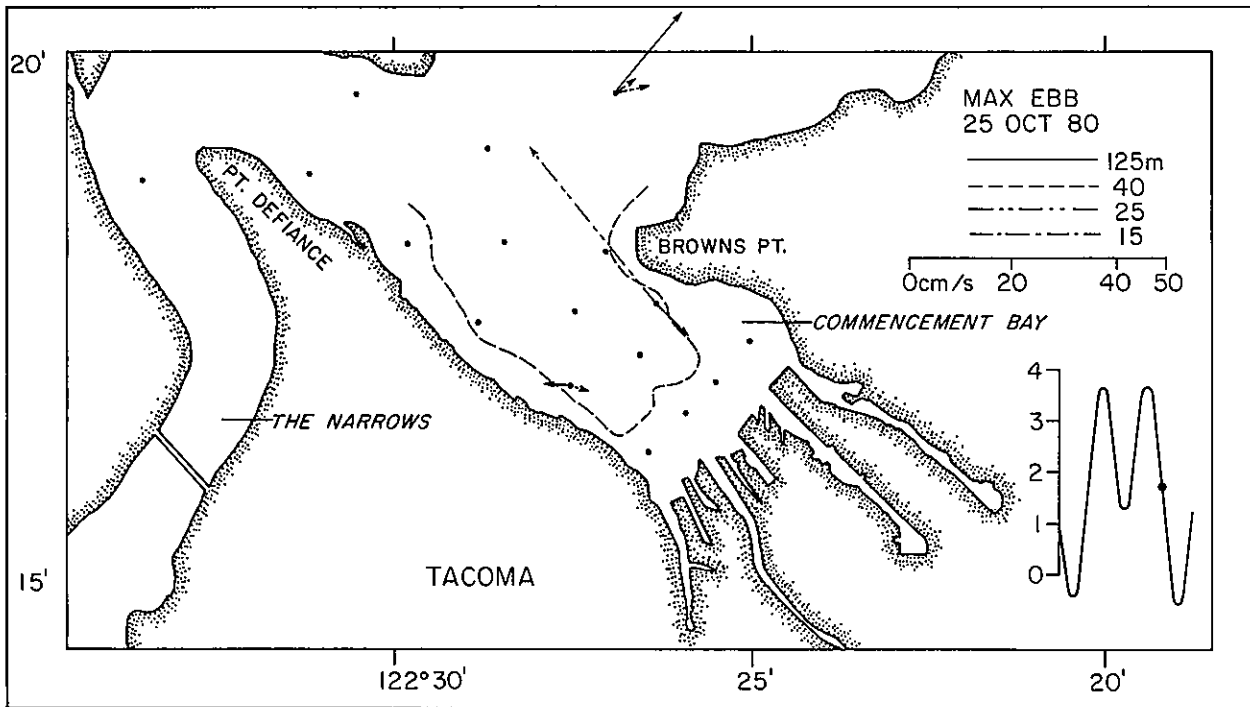 20'
MAX EBB
25 OCT 80
125m
40
25
15
0cm/s 20 40 50
PT. DEFIANCE
BROWNS PT.
COMMENCEMENT BAY
THE NARROWS
4
3
2
1
0
15'
TACOMA
122°30' 25' 20'